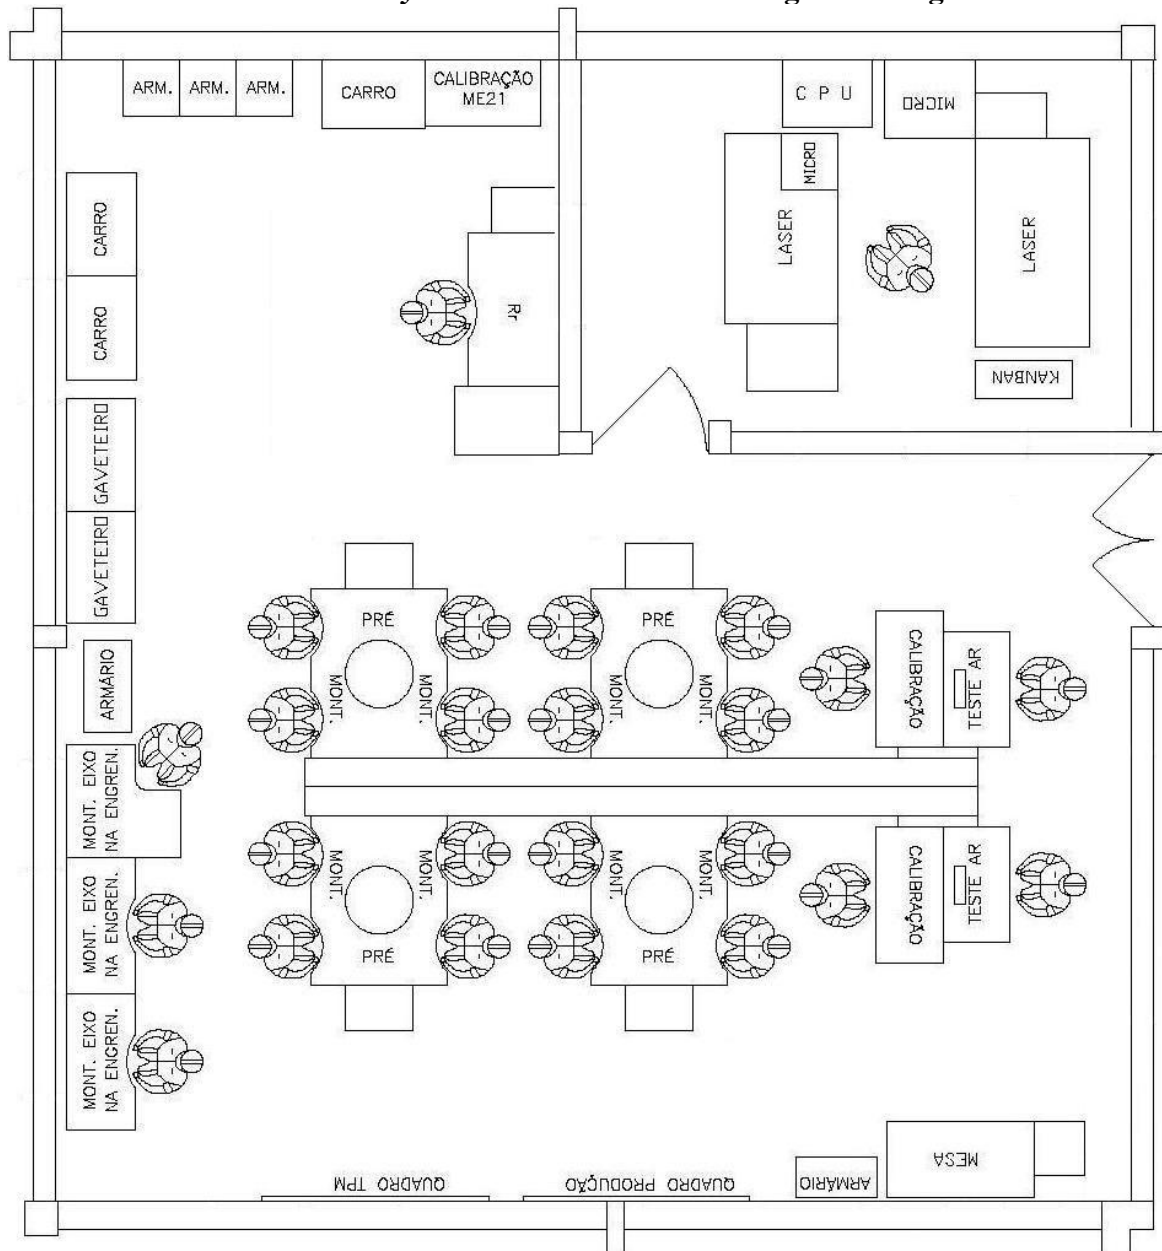 ARM.
ARM.
ARM.
CARRO
CALIBRAÇÃO
ME21
C P U
MICRO
MICRO
LASER
LASER
KANBAN
CARRO
CARRO
Rr
GAVETEIRO
GAVETEIRO
ARMÁRIO
PRÉ
MONT.
MONT.
PRÉ
MONT.
MONT.
CALIBRAÇÃO
TESTE AR
MONT. EIXO
NA ENGREN.
MONT. EIXO
NA ENGREN.
MONT. EIXO
NA ENGREN.
MONT.
MONT.
PRÉ
MONT.
MONT.
PRÉ
CALIBRAÇÃO
TESTE AR
QUADRO TPM
QUADRO PRODUÇÃO
ARMÁRIO
MESA